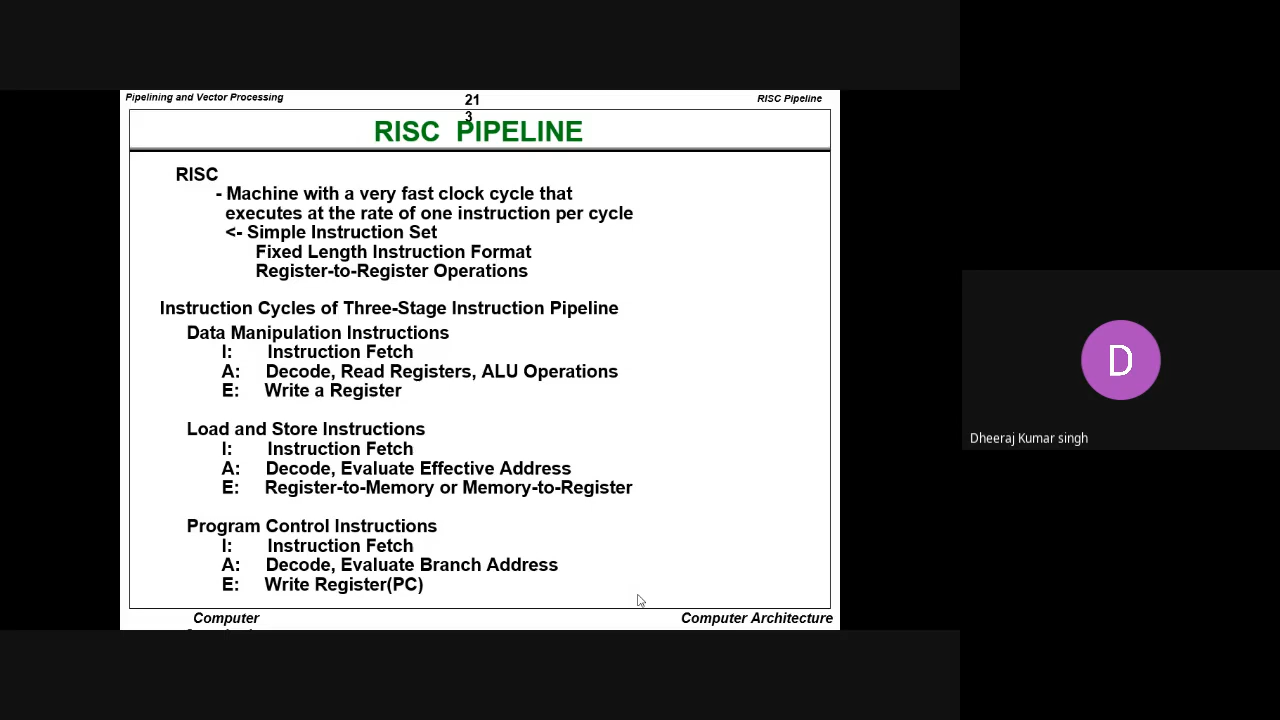 Pipelining and Vector Processing
21
3
RISC Pipeline
RISC PIPELINE
RISC
- Machine with a very fast clock cycle that
executes at the rate of one instruction per cycle
<- Simple Instruction Set
Fixed Length Instruction Format
Register-to-Register Operations
Instruction Cycles of Three-Stage Instruction Pipeline
Data Manipulation Instructions
I: Instruction Fetch
A: Decode, Read Registers, ALU Operations
E: Write a Register
Load and Store Instructions
I: Instruction Fetch
A: Decode, Evaluate Effective Address
E: Register-to-Memory or Memory-to-Register
Program Control Instructions
I: Instruction Fetch
A: Decode, Evaluate Branch Address
E: Write Register(PC)
Computer
Computer Architecture
D
Dheeraj Kumar singh